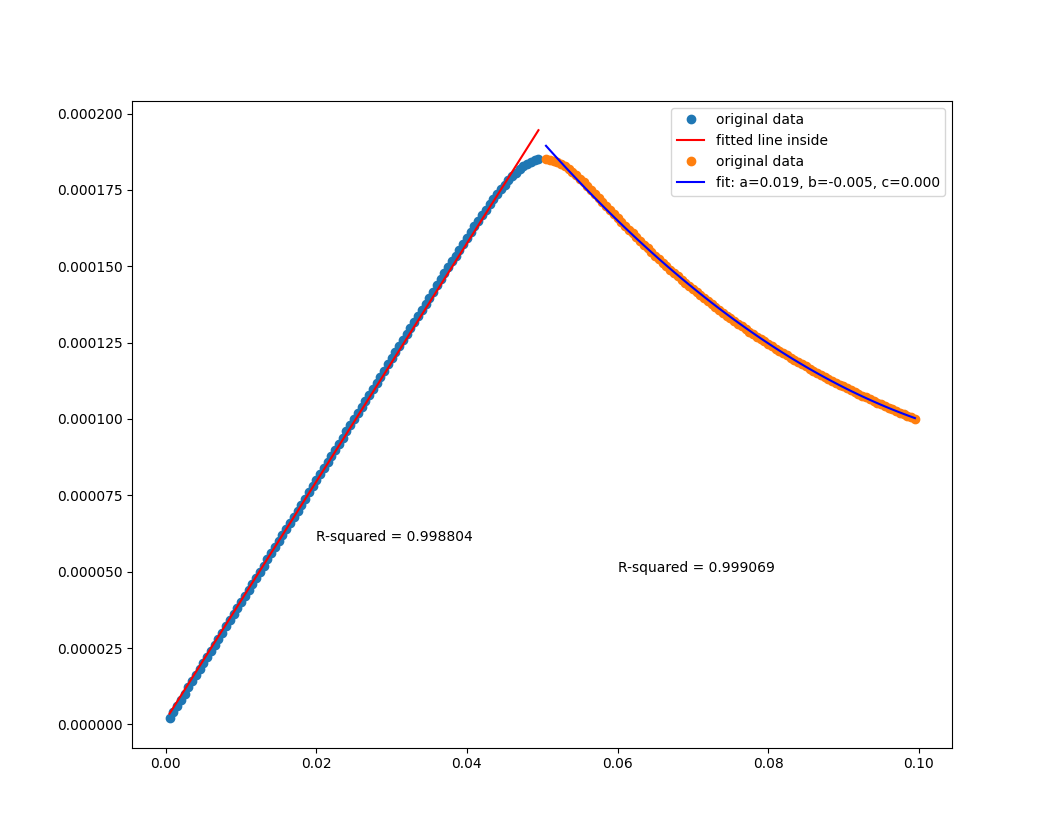 0.000200
0.000175
0.000150
0.000125
0.000100
0.000075
0.000050
0.000025
0.000000
original data
fitted line inside
original data
fit: a=0.019, b=-0.005, c=0.000
R-squared = 0.998804
R-squared = 0.999069
0.00 0.02 0.04 0.06 0.08 0.10